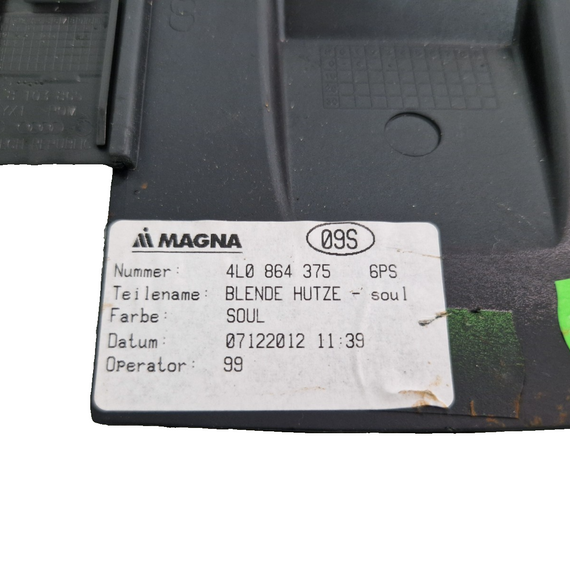 MAGNA 09S
Nummer: 4L0 864 375 6PS
Teilename: BLENDE HUTZE - soul
Farbe: SOUL
Datum: 07122012 11:39
Operator: 99